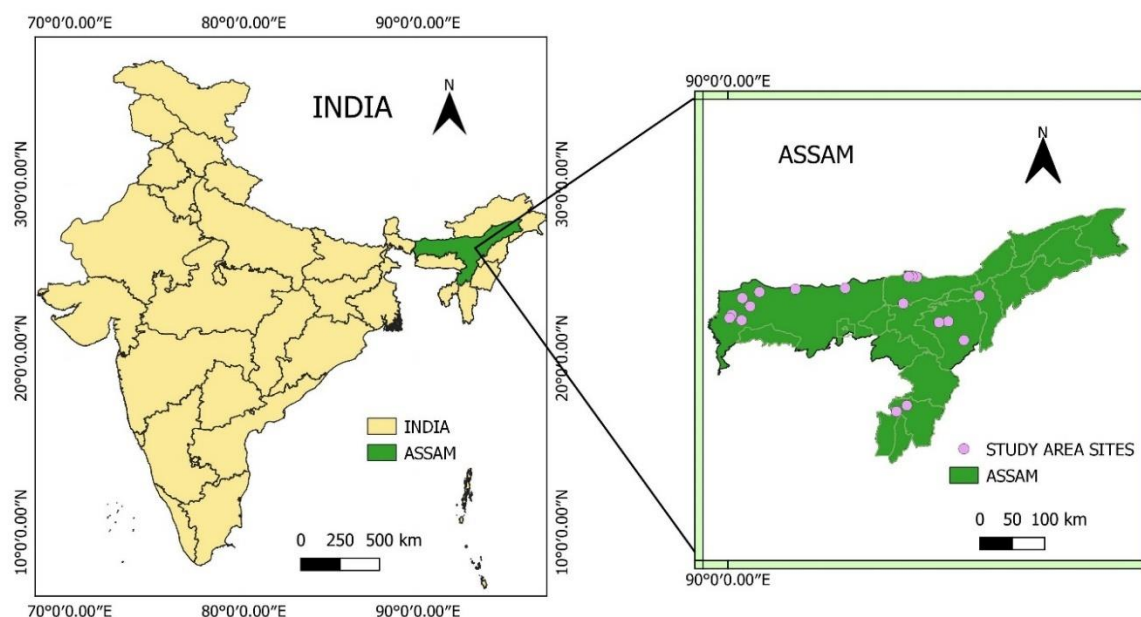 70°0'0.00"E 80°0'0.00"E 90°0'0.00"E
N
INDIA
30°0'0.00"N
20°0'0.00"N
10°0'0.00"N
30°0'0.00"N
20°0'0.00"N
10°0'0.00"N
INDIA
ASSAM
0 250 500 km
70°0'0.00"E 80°0'0.00"E 90°0'0.00"E
90°0'0.00"E
N
ASSAM
STUDY AREA SITES
ASSAM
0 50 100 km
90°0'0.00"E